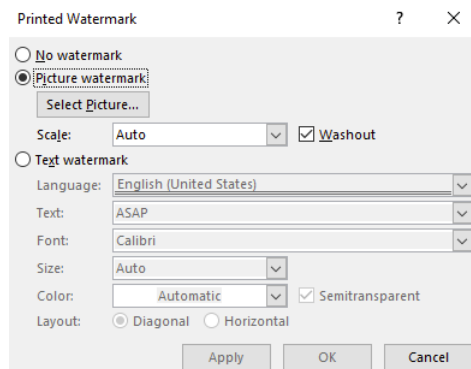 Printed Watermark ? ×
No watermark
Picture watermark
Select Picture...
Scale: Auto Washout
Text watermark
Language: English (United States)
Text: ASAP
Font: Calibri
Size: Auto
Color: Automatic Semitransparent
Layout: Diagonal Horizontal
Apply OK Cancel